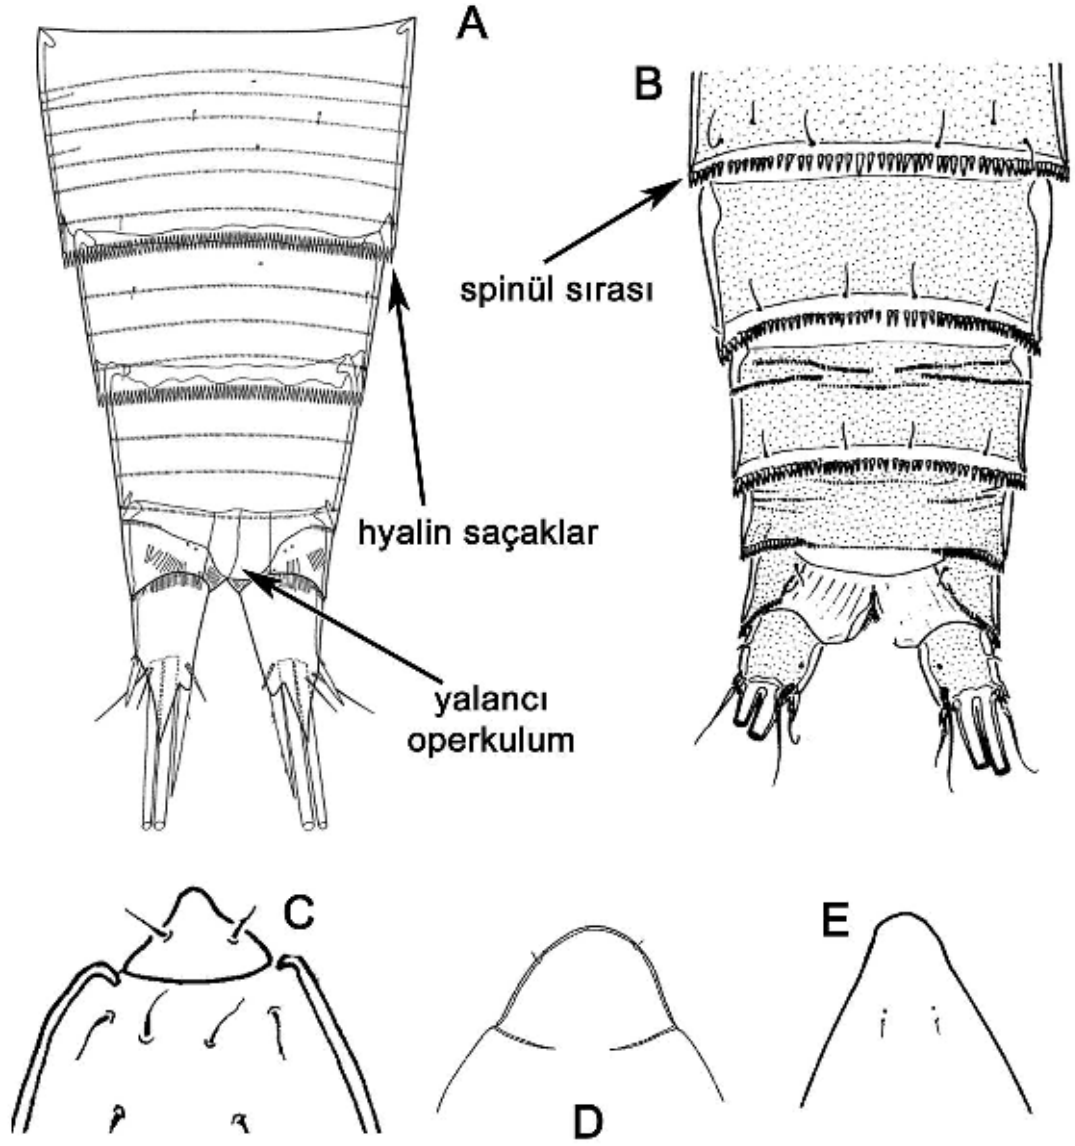 A
B
spinül sırası
hyalin saçaklar
yalancı
operkulum
C
E
D